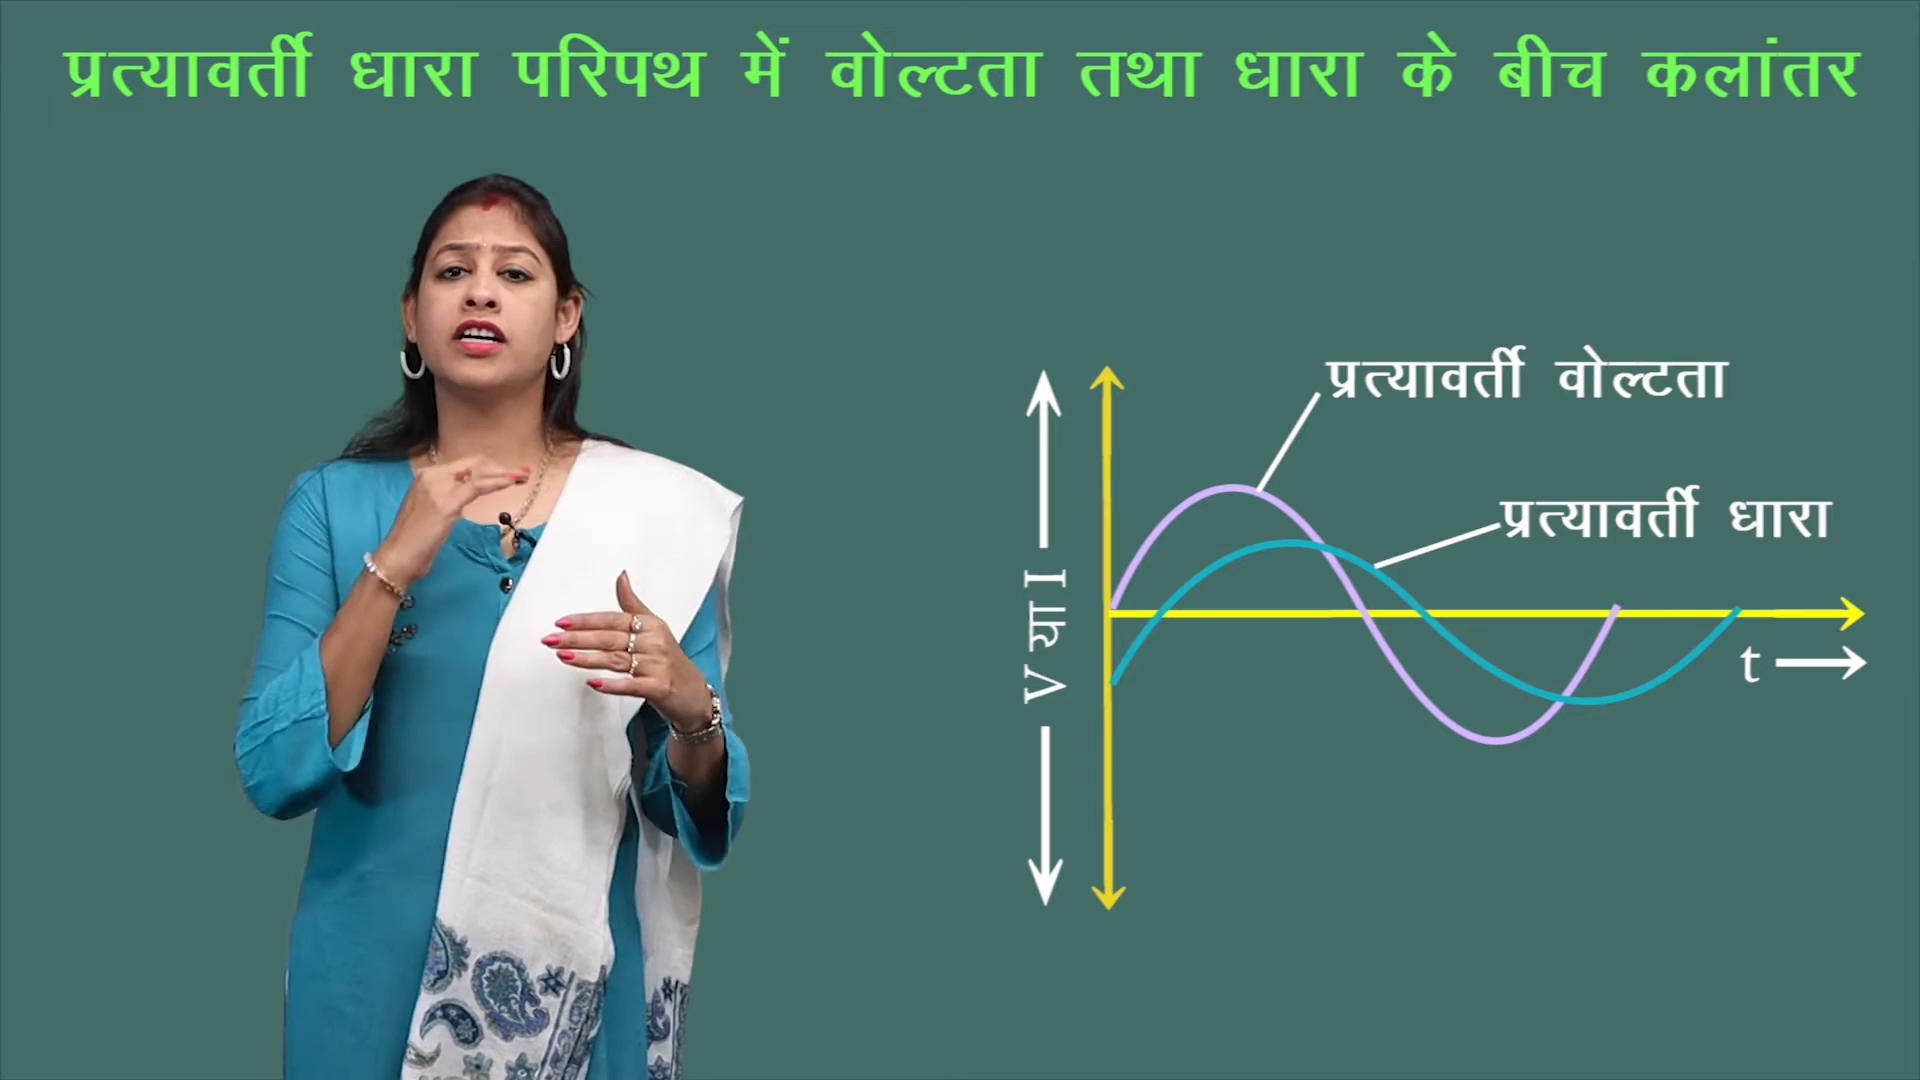 प्रत्यावर्ती धारा परिपथ में वोल्टता तथा धारा के बीच कलांतर
प्रत्यावर्ती वोल्टता
प्रत्यावर्ती धारा
V या I
t